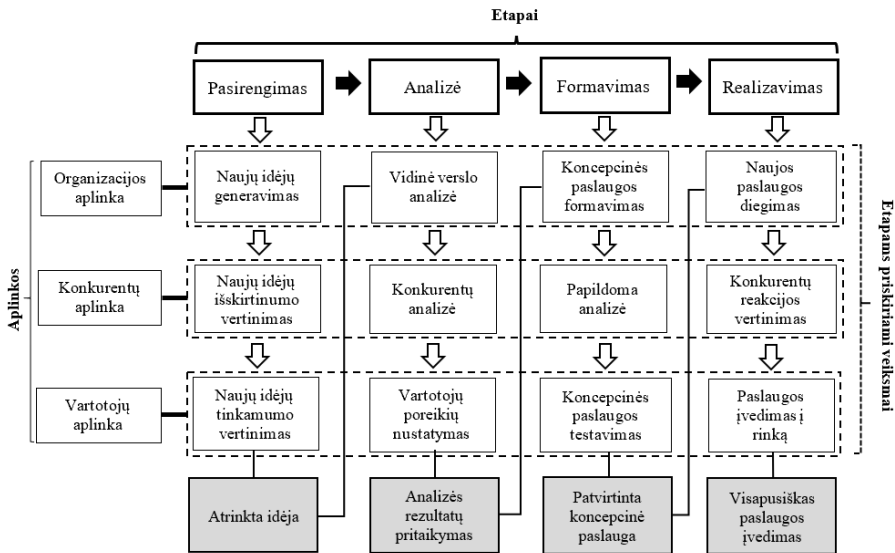 Etapai
Pasirengimas
Analizė
Formavimas
Realizavimas
Aplinkos
Organizacijos
aplinka
Naujų idėjų
generavimas
Vidinė verslo
analizė
Koncepcinės
paslaugos
formavimas
Naujos
paslaugos
diegimas
Etapams priskiriami veiksmai
Konkurentų
aplinka
Naujų idėjų
išskirtinumo
vertinimas
Konkurentų
analizė
Papildoma
analizė
Konkurentų
reakcijos
vertinimas
Vartotojų
aplinka
Naujų idėjų
tinkamumo
vertinimas
Vartotojų
poreikių
nustatymas
Koncepcinės
paslaugos
testavimas
Paslaugos
įvedimas į
rinką
Atrinkta idėja
Analizės
rezultatų
pritaikymas
Patvirtinta
koncepcinė
paslauga
Visapusiškas
paslaugos
įvedimas